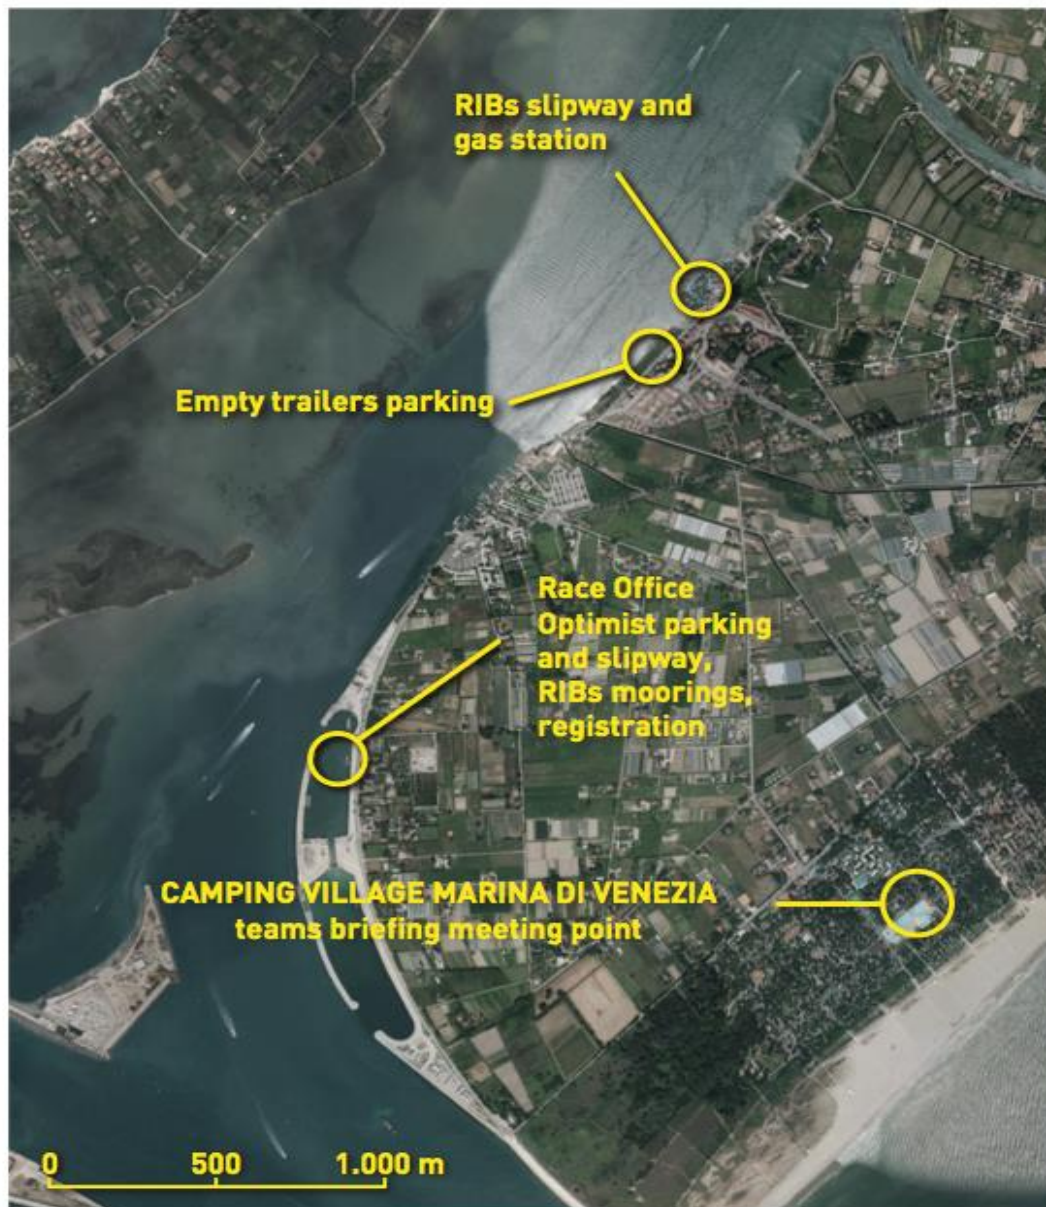 RIBs slipway and
gas station
Empty trailers parking
Race Office
Optimist parking
and slipway,
RIBs moorings,
registration
CAMPING VILLAGE MARINA DI VENEZIA
teams briefing meeting point
0 500 1.000 m